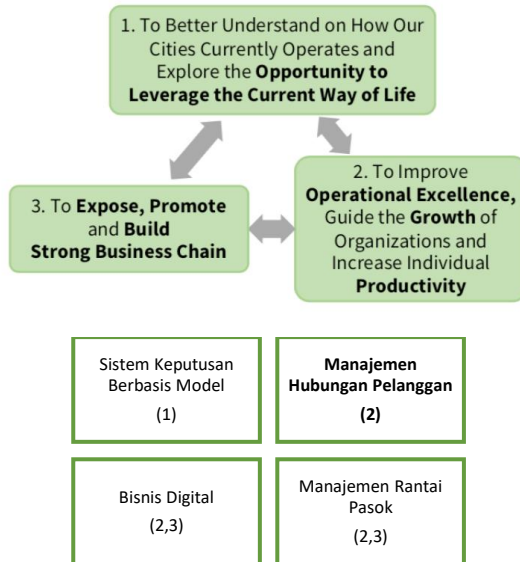 1. To Better Understand on How Our
Cities Currently Operates and
Explore the Opportunity to
Leverage the Current Way of Life
2. To Improve
Operational Excellence,
Guide the Growth of
Organizations and
Increase Individual
Productivity
3. To Expose, Promote
and Build
Strong Business Chain
Sistem Keputusan
Berbasis Model
(1)
Manajemen
Hubungan Pelanggan
(2)
Bisnis Digital
(2,3)
Manajemen Rantai
Pasok
(2,3)